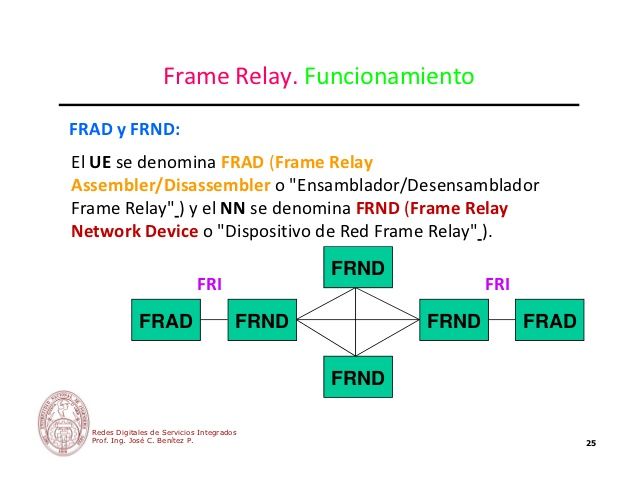 Frame Relay. Funcionamiento
FRAD y FRND:
El UE se denomina FRAD (Frame Relay
Assembler/Disassembler o "Ensamblador/Desensamblador
Frame Relay" ) y el NN se denomina FRND (Frame Relay
Network Device o "Dispositivo de Red Frame Relay" ).
FRND
FRI
FRI
FRAD
FRND
FRND
FRAD
FRND
Redes Digitales de Servicios Integrados
Prof. Ing. José C. Benítez P.
25